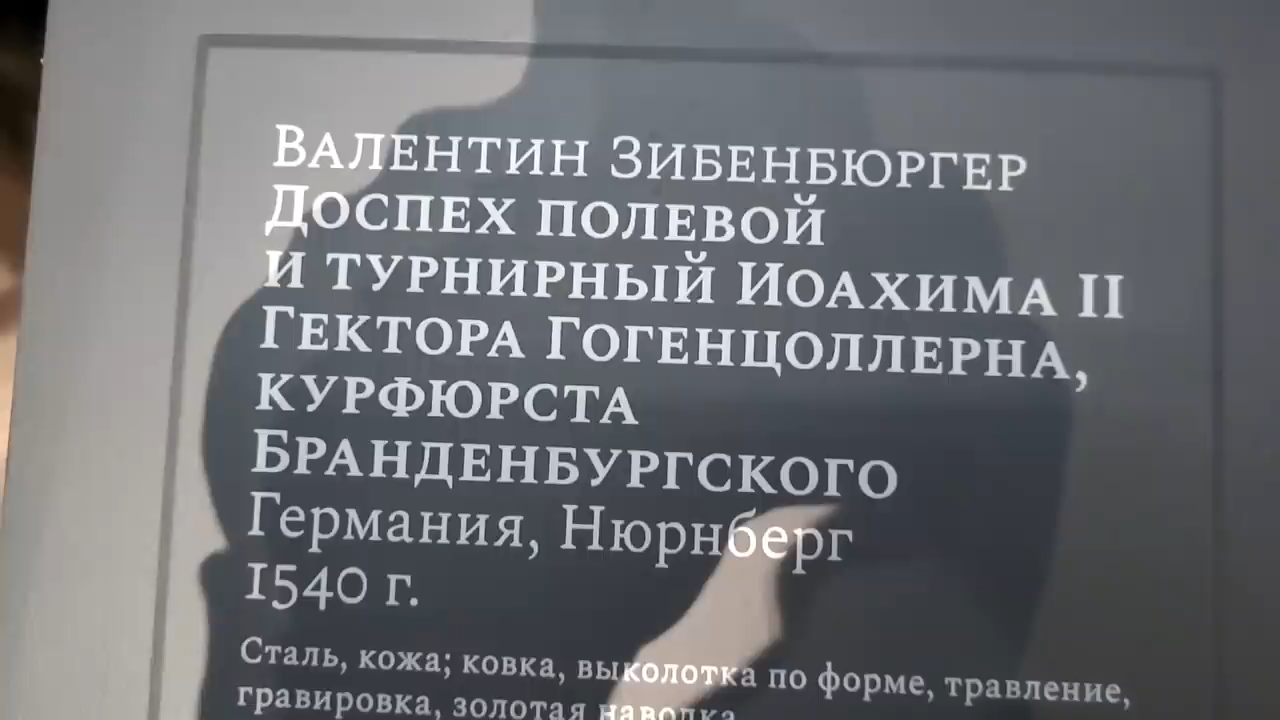 Валентин Зибенбюргер
Доспех полевой
и турнирный Иоахима II
Гектора Гогенцоллерна,
курфюрста
Бранденбургского
Германия, Нюрнберг
1540 г.
Сталь, кожа; ковка, выколотка по форме, травление,
гравировка, золотая наводка